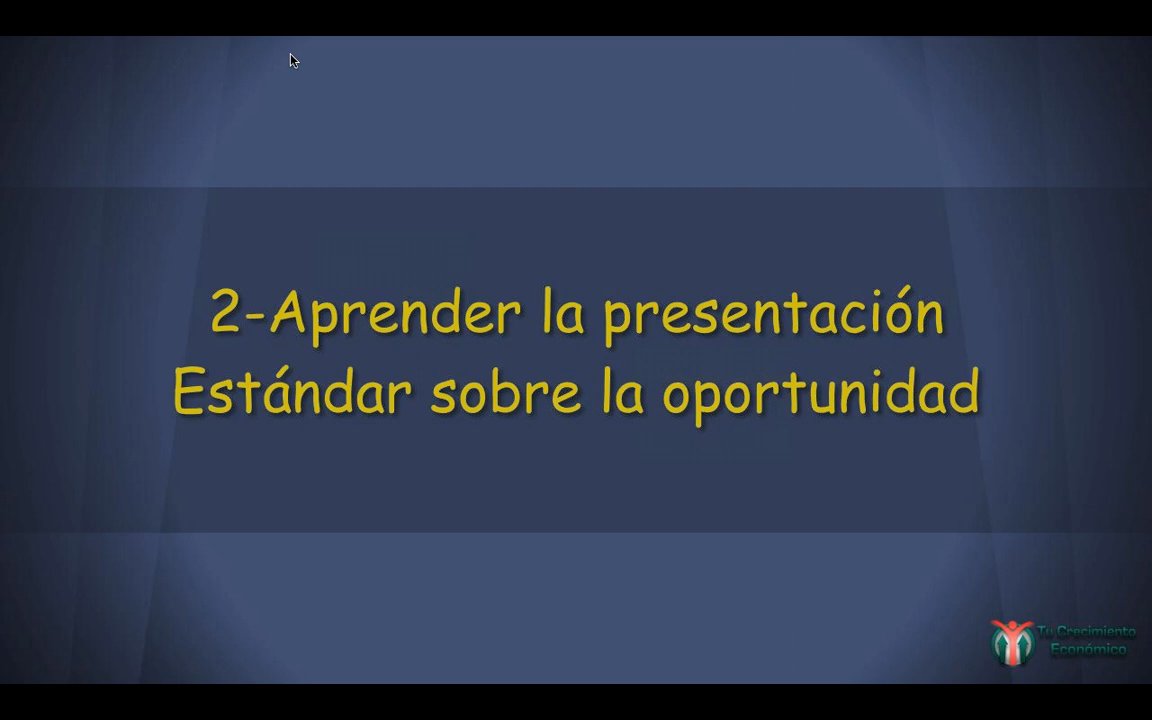 2-Aprender la presentación
Estándar sobre la oportunidad
Tu Crecimiento
Económico